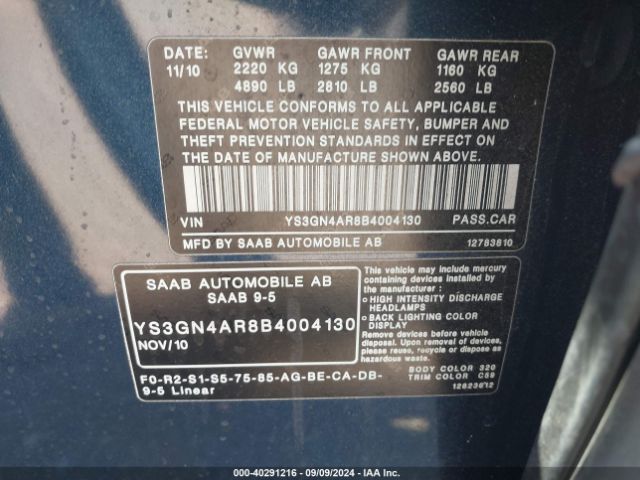 DATE: GVWR GAWR FRONT GAWR REAR
11/10 2220 KG 1275 KG 1160 KG
4890 LB 2810 LB 2560 LB
THIS VEHICLE CONFORMS TO ALL APPLICABLE
FEDERAL MOTOR VEHICLE SAFETY, BUMPER AND
THEFT PREVENTION STANDARDS IN EFFECT ON
THE DATE OF MANUFACTURE SHOWN ABOVE.
VIN YS3GN4AR8B4004130 PASS.CAR
MFD BY SAAB AUTOMOBILE AB 12783610
SAAB AUTOMOBILE AB
SAAB 9-5
YS3GN4AR8B4004130
NOV/10
F0-R2-S1-S5-75-85-AG-BE-CA-DB-
9-5 Linear
This vehicle may include mercury
containing devices installed by the
manufacturer:
HIGH INTENSITY DISCHARGE
HEADLAMPS
BACK LIGHTING COLOR
DISPLAY
Remove devices before vehicle
disposal. Upon removal of devices,
please reuse, recycle or dispose as
hazardous waste.
BODY COLOR 320
TRIM COLOR C59
000-40291216 - 09/09/2024 - IAA Inc.